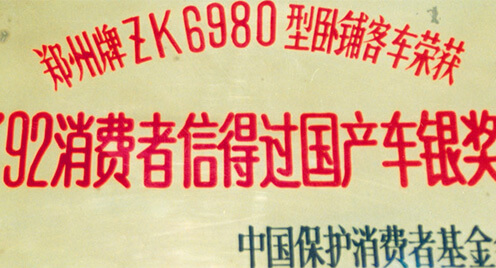 郑州牌ZK6980型卧铺客车荣获
'92消费者信得过国产车银奖
中国保护消费者基金